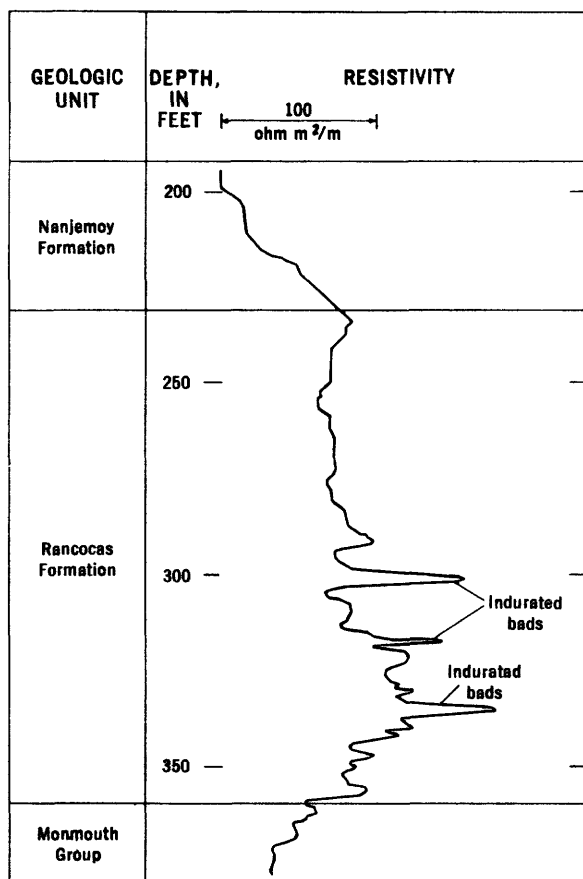 GEOLOGIC
UNIT
DEPTH,
IN
FEET
RESISTIVITY
100
ohm m²/m
200
Nanjemoy
Formation
250
Rancocas
Formation
300
Indurated
bads
Induratad
bads
350
Monmouth
Group